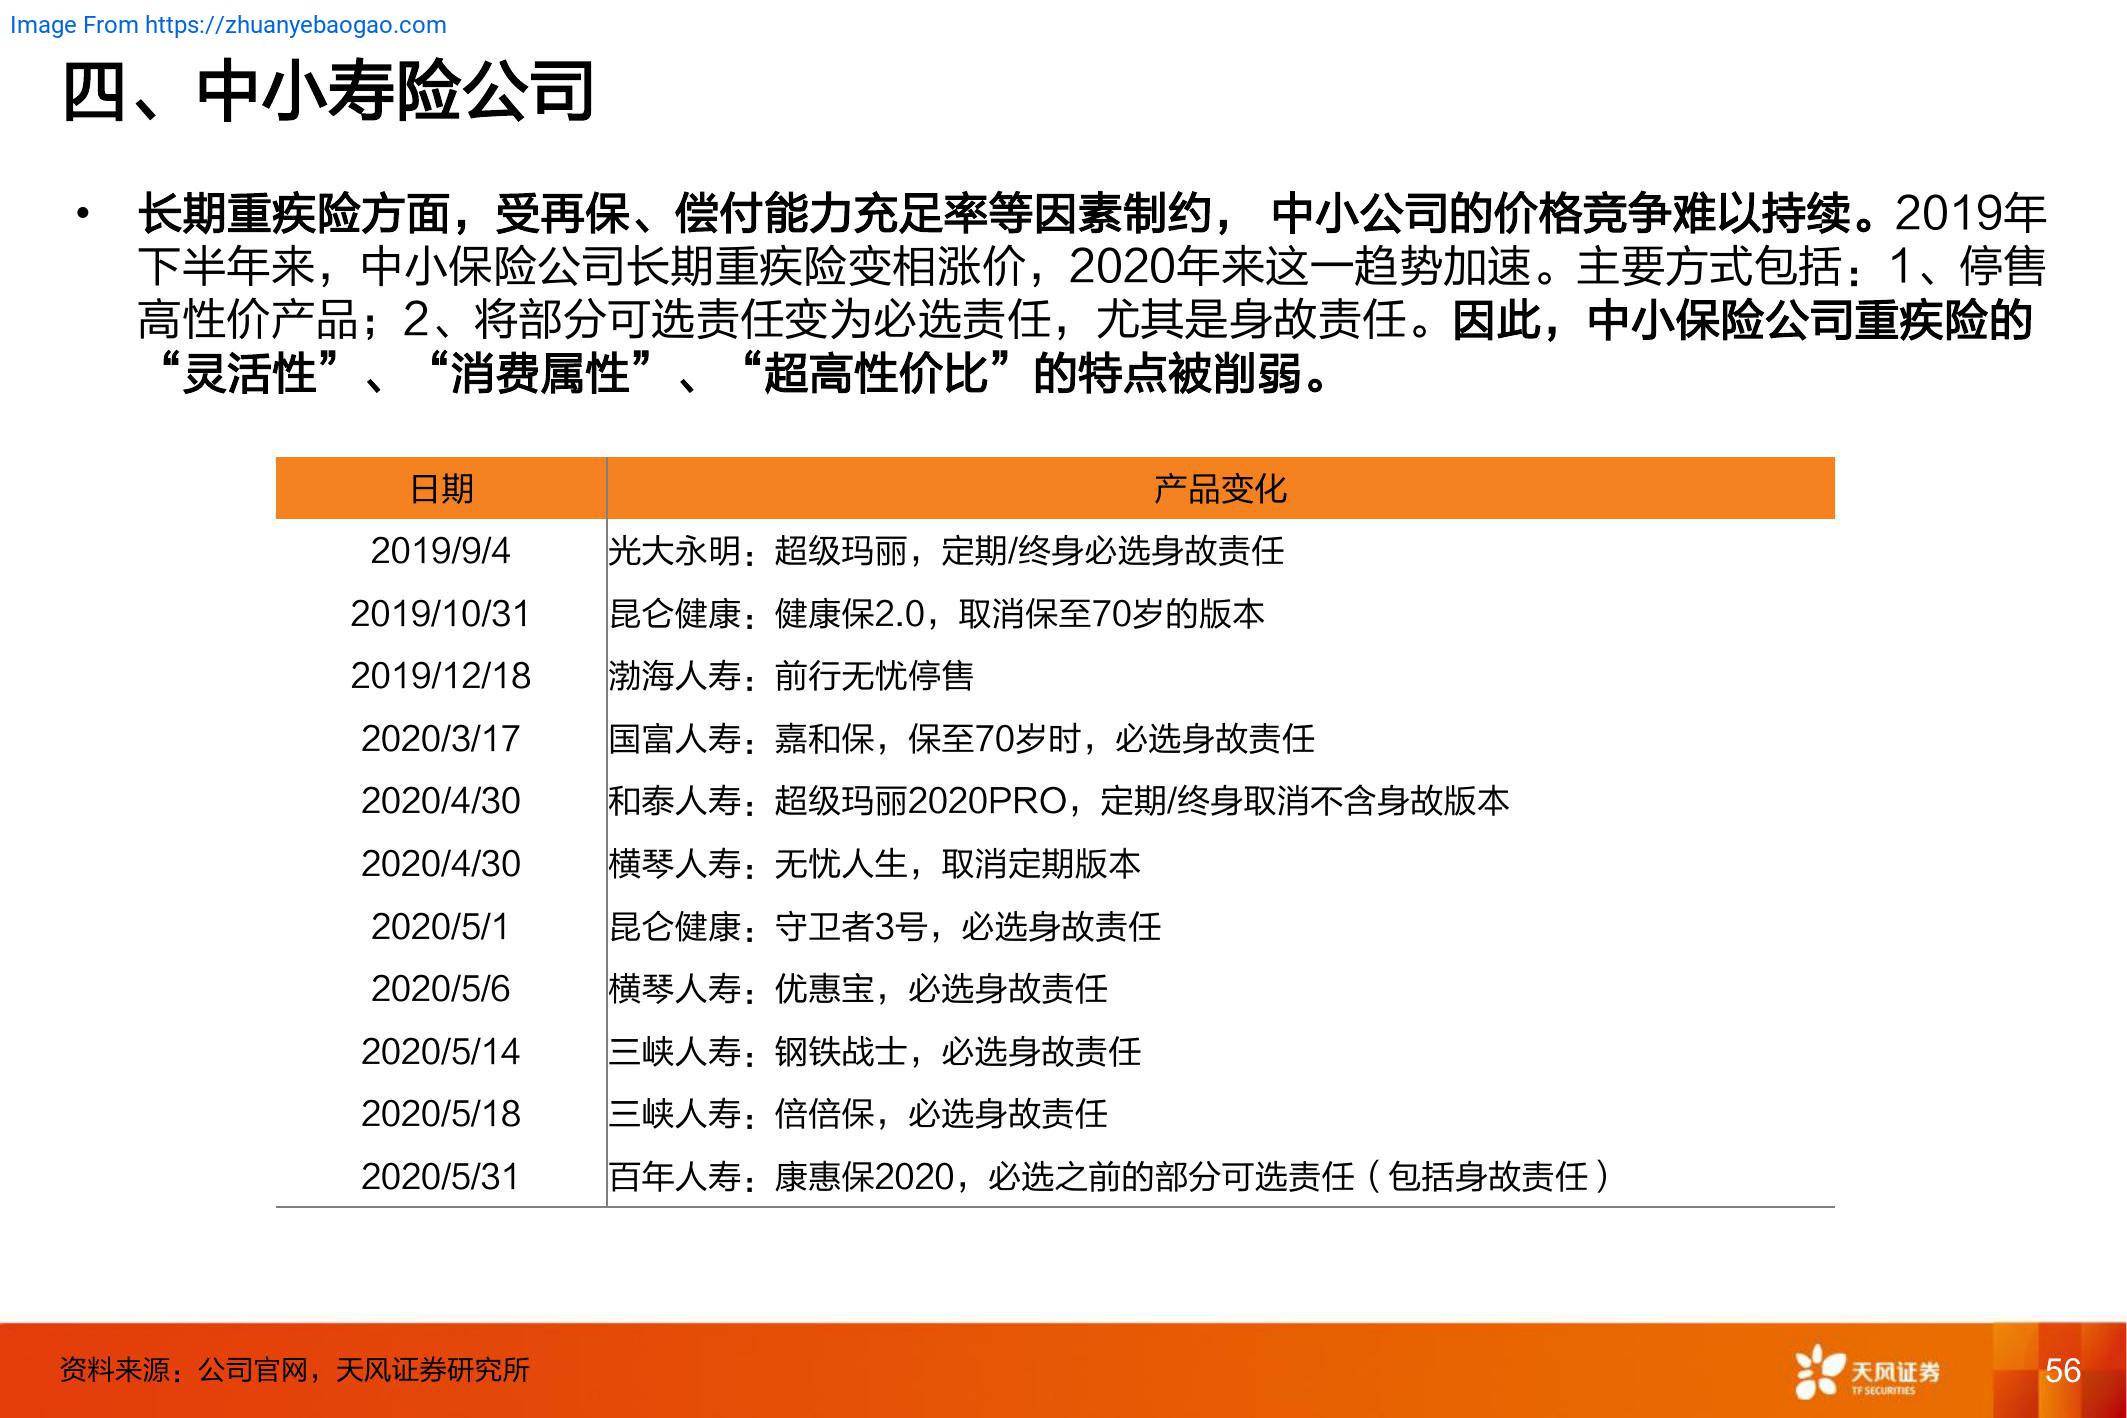 Image From https://zhuanyebaogao.com
四、中小寿险公司
• 长期重疾险方面，受再保、偿付能力充足率等因素制约， 中小公司的价格竞争难以持续。2019年
下半年来，中小保险公司长期重疾险变相涨价，2020年来这一趋势加速。主要方式包括：1、停售
高性价产品；2、将部分可选责任变为必选责任，尤其是身故责任。因此，中小保险公司重疾险的
“灵活性”、“消费属性”、“超高性价比”的特点被削弱。
日期 产品变化
2019/9/4 光大永明：超级玛丽，定期/终身必选身故责任
2019/10/31 昆仑健康：健康保2.0，取消保至70岁的版本
2019/12/18 渤海人寿：前行无忧停售
2020/3/17 国富人寿：嘉和保，保至70岁时，必选身故责任
2020/4/30 和泰人寿：超级玛丽2020PRO，定期/终身取消不含身故版本
2020/4/30 横琴人寿：无忧人生，取消定期版本
2020/5/1 昆仑健康：守卫者3号，必选身故责任
2020/5/6 横琴人寿：优惠宝，必选身故责任
2020/5/14 三峡人寿：钢铁战士，必选身故责任
2020/5/18 三峡人寿：倍倍保，必选身故责任
2020/5/31 百年人寿：康惠保2020，必选之前的部分可选责任（包括身故责任）
资料来源：公司官网，天风证券研究所
天风证券
TF SECURITIES
56